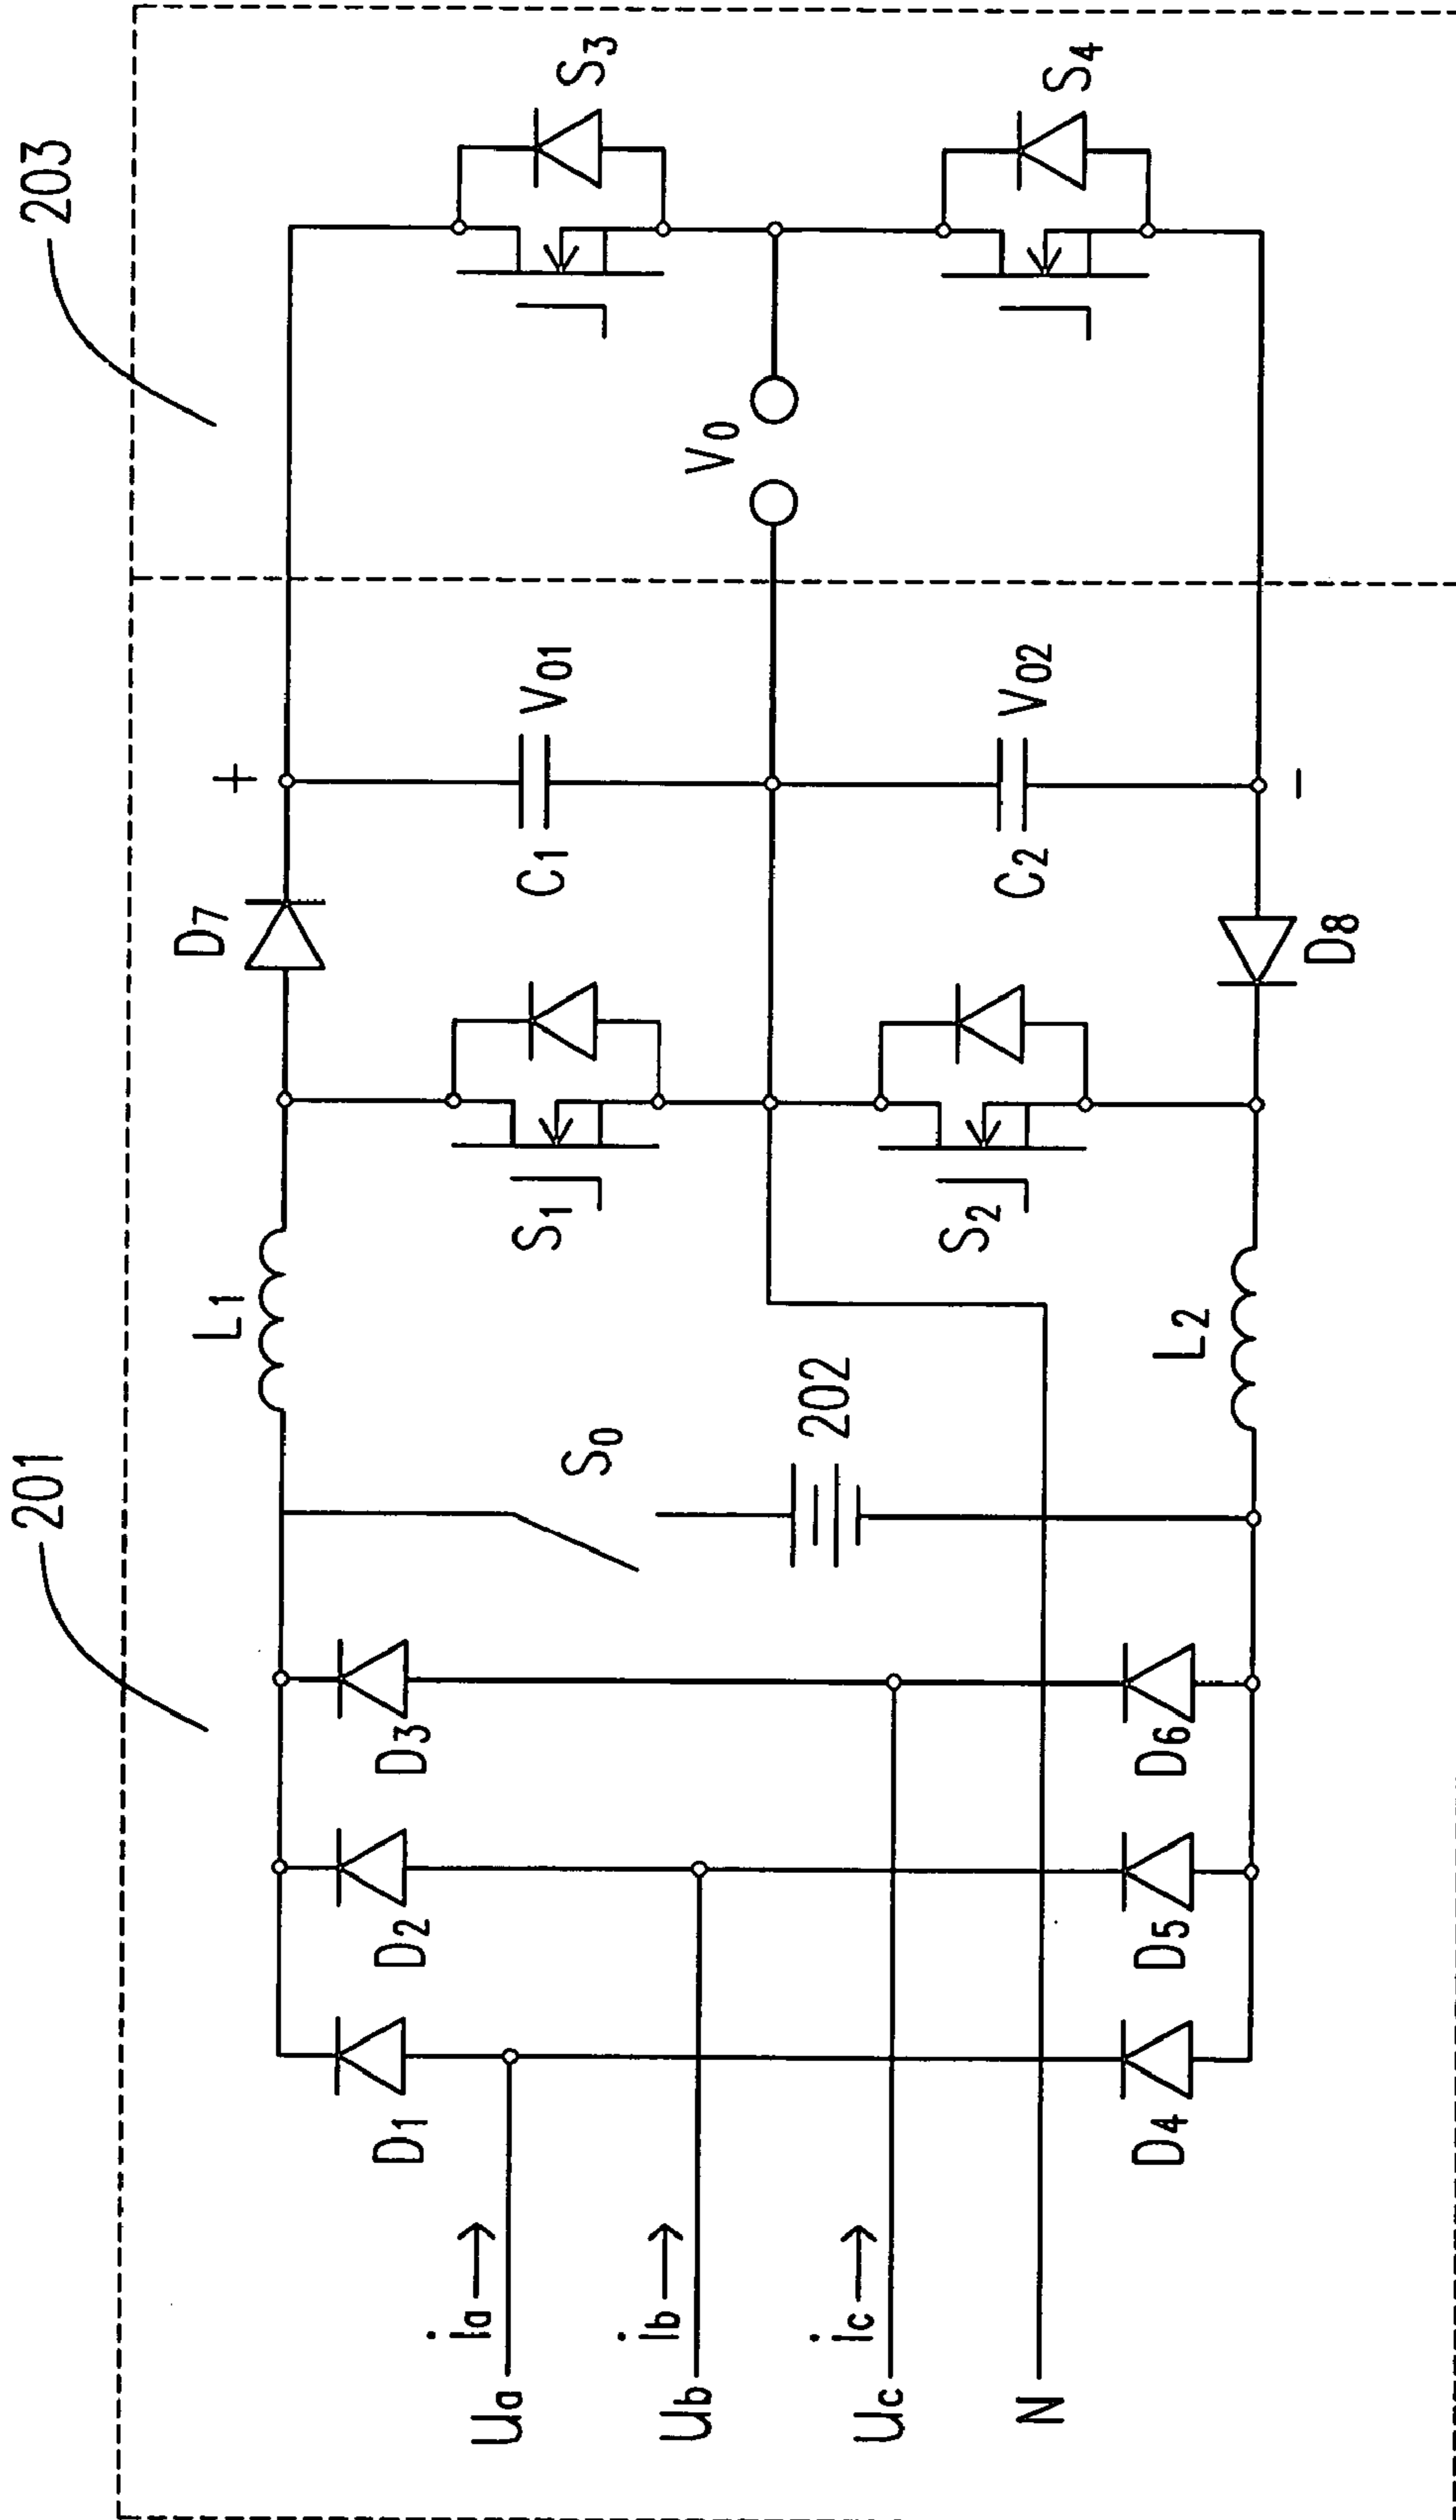 201
203
L1
D7
+
D1
D2
D3
S0
S1
C1
V01
S3
ia
Ua
ib
Ub
ic
Uc
N
202
V0
S2
C2
V02
S4
D4
D5
D6
L2
D8
−